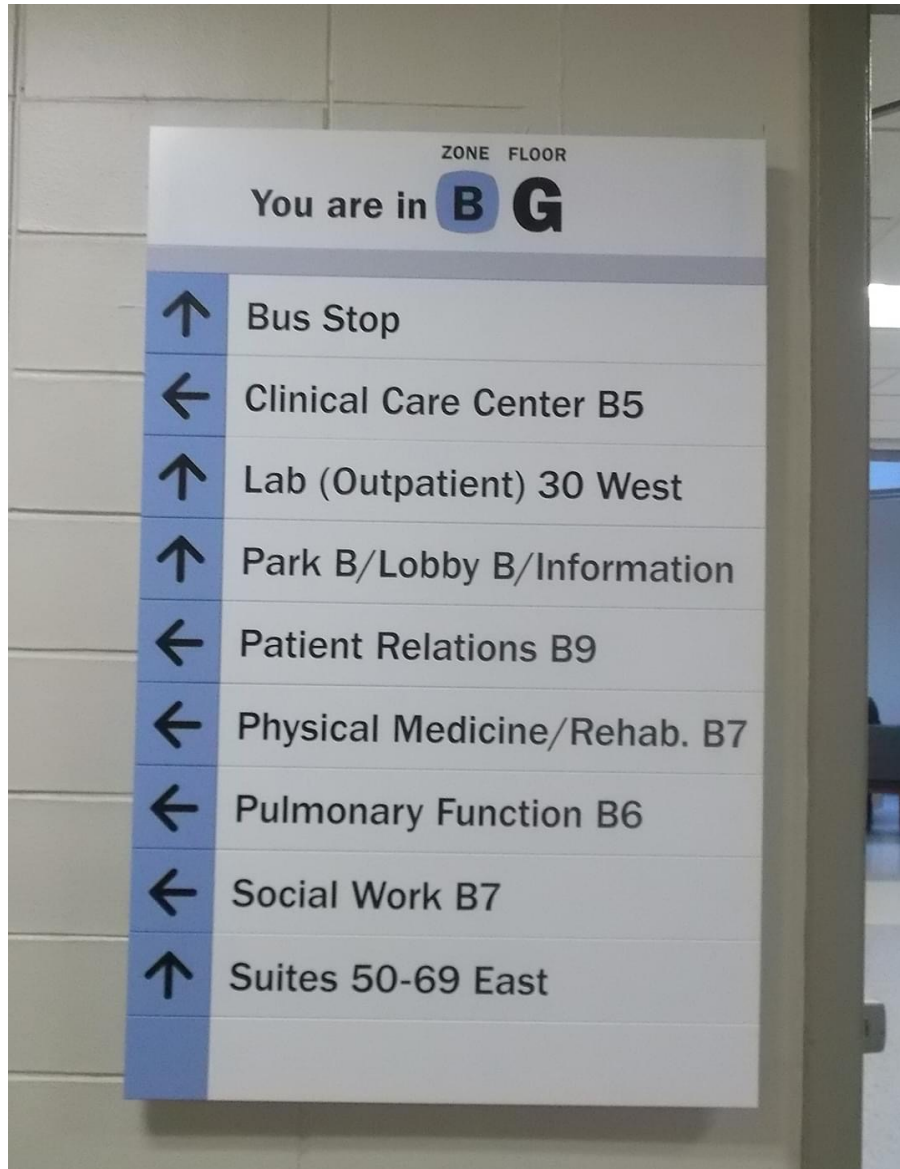 ZONE FLOOR
You are in B G
↑ Bus Stop
← Clinical Care Center B5
↑ Lab (Outpatient) 30 West
↑ Park B/Lobby B/Information
← Patient Relations B9
← Physical Medicine/Rehab. B7
← Pulmonary Function B6
← Social Work B7
↑ Suites 50-69 East